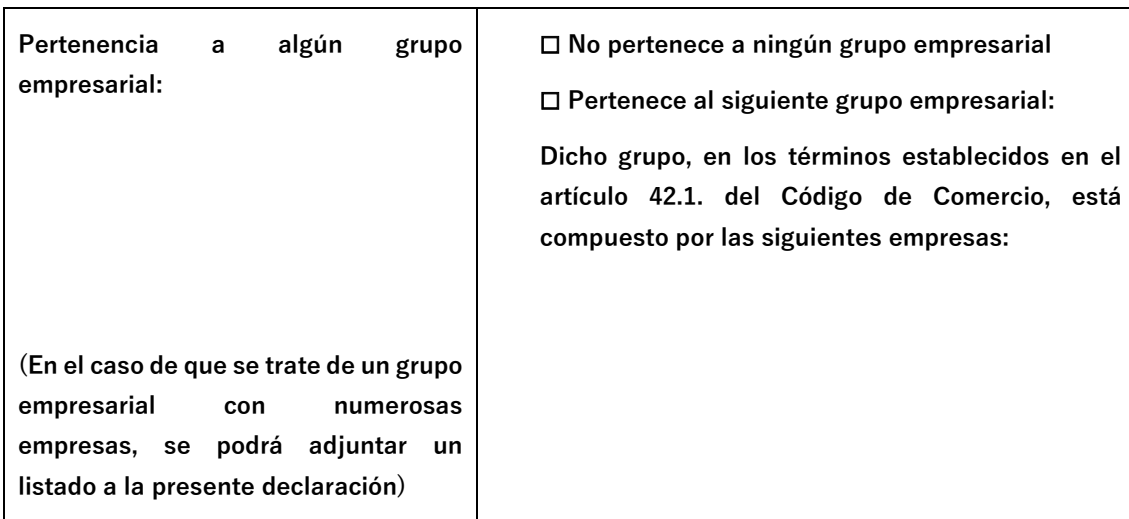 Pertenencia a algún grupo
empresarial:
(En el caso de que se trate de un grupo
empresarial con numerosas
empresas, se podrá adjuntar un
listado a la presente declaración)
☐ No pertenece a ningún grupo empresarial
☐ Pertenece al siguiente grupo empresarial:
Dicho grupo, en los términos establecidos en el
artículo 42.1. del Código de Comercio, está
compuesto por las siguientes empresas: